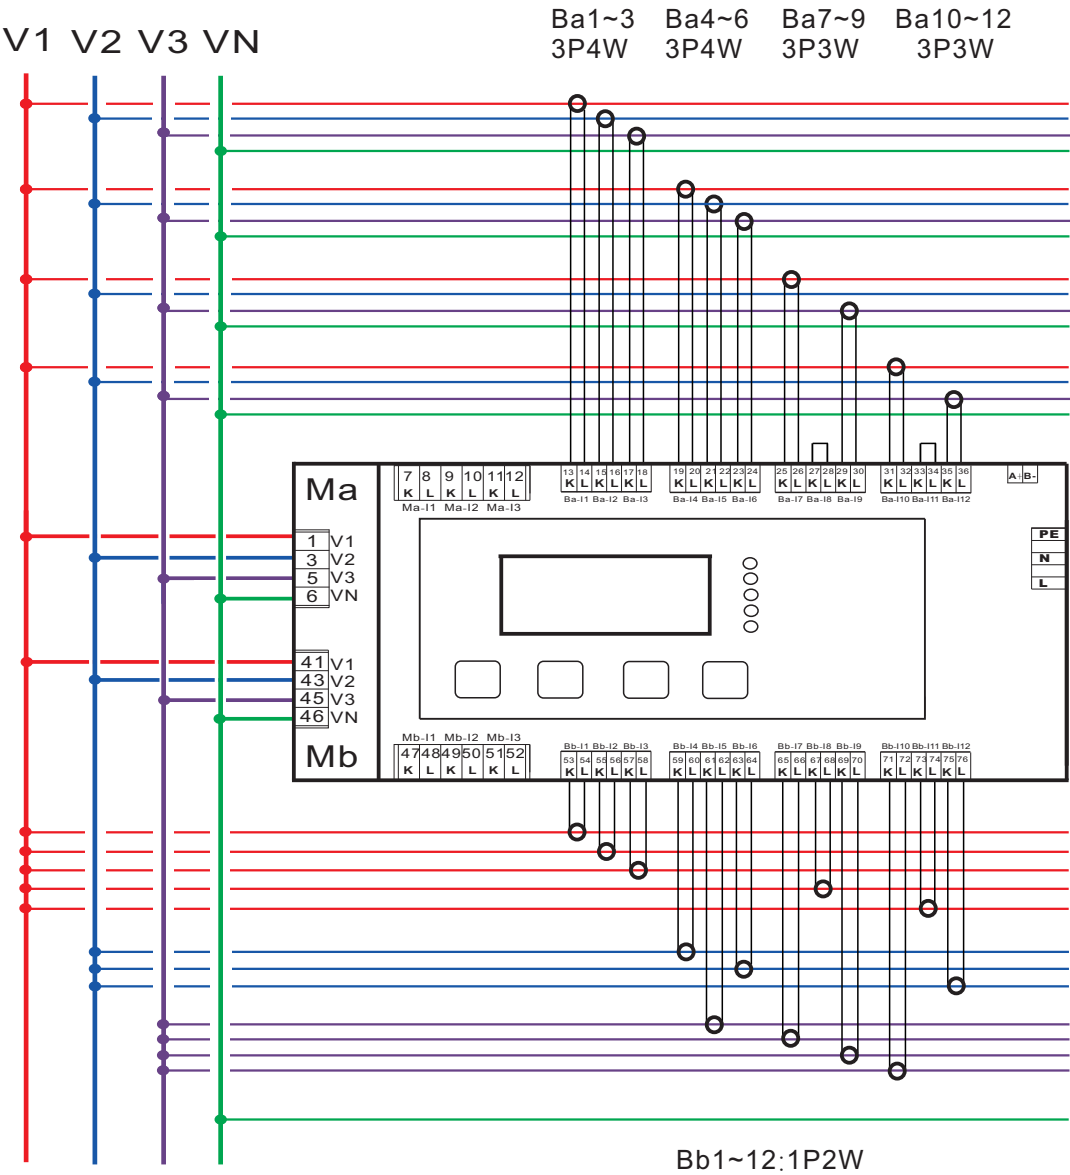 V1 V2 V3 VN
Ba1~3 Ba4~6 Ba7~9 Ba10~12
3P4W 3P4W 3P3W 3P3W
Ma
7 8 9 10 11 12
K L K L K L
Ma-I1 Ma-I2 Ma-I3
13 14 15 16 17 18
K L K L K L
Ba-I1 Ba-I2 Ba-I3
19 20 21 22 23 24
K L K L K L
Ba-I4 Ba-I5 Ba-I6
25 26 27 28 29 30
K L K L K L
Ba-I7 Ba-I8 Ba-I9
31 32 33 34 35 36
K L K L K L
Ba-I10 Ba-I11 Ba-I12
A+ B-
PE
N
L
1 V1
3 V2
5 V3
6 VN
41 V1
43 V2
45 V3
46 VN
Mb
Mb-I1 Mb-I2 Mb-I3
47 48 49 50 51 52
K L K L K L
Bb-I1 Bb-I2 Bb-I3
53 54 55 56 57 58
K L K L K L
Bb-I4 Bb-I5 Bb-I6
59 60 61 62 63 64
K L K L K L
Bb-I7 Bb-I8 Bb-I9
65 66 67 68 69 70
K L K L K L
Bb-I10 Bb-I11 Bb-I12
71 72 73 74 75 76
K L K L K L
Bb1~12:1P2W